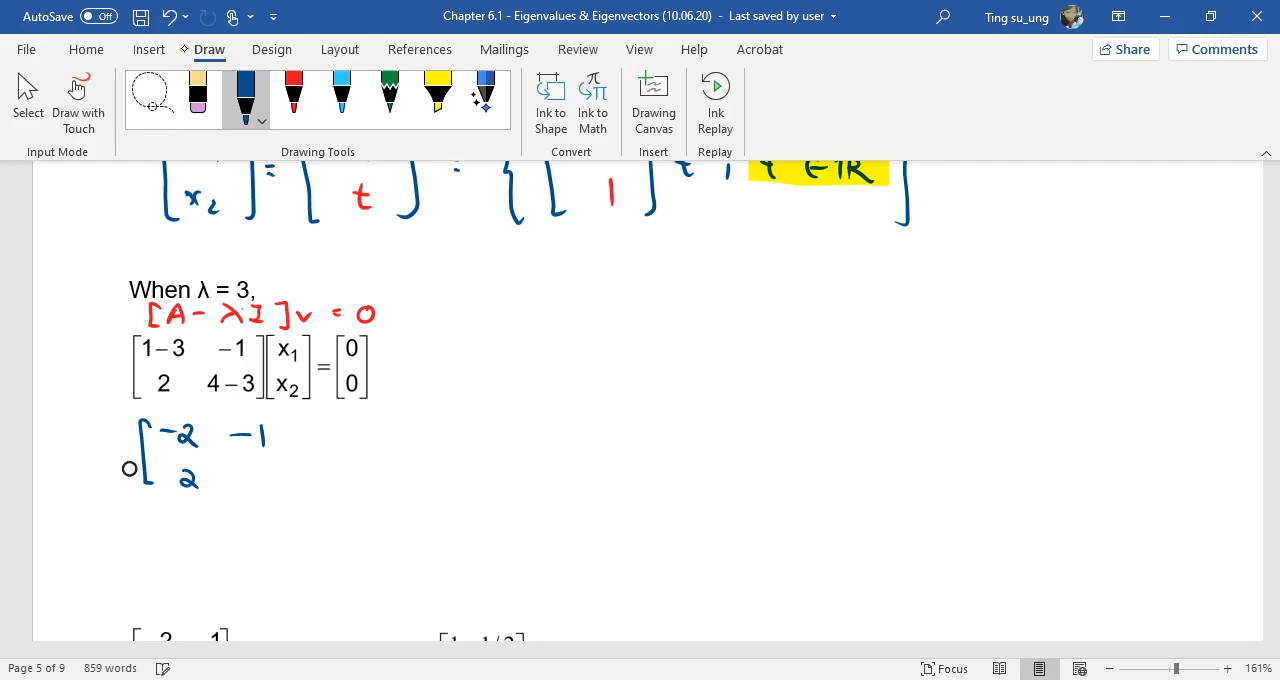 AutoSave Off Chapter 6.1 - Eigenvalues & Eigenvectors (10.06.20) - Last saved by user Ting su_ung
File Home Insert Draw Design Layout References Mailings Review View Help Acrobat Share Comments
Select Draw with Touch Ink to Shape Ink to Math Drawing Canvas Ink Replay
Input Mode Drawing Tools Convert Insert Replay
x2 = t : 1 t , t ∈ IR
When λ = 3,
[A - λI]v = 0
1 – 3 – 1 x1 = 0
2 4 – 3 x2 0
-2 -1
2
Page 5 of 9 859 words Focus 161%